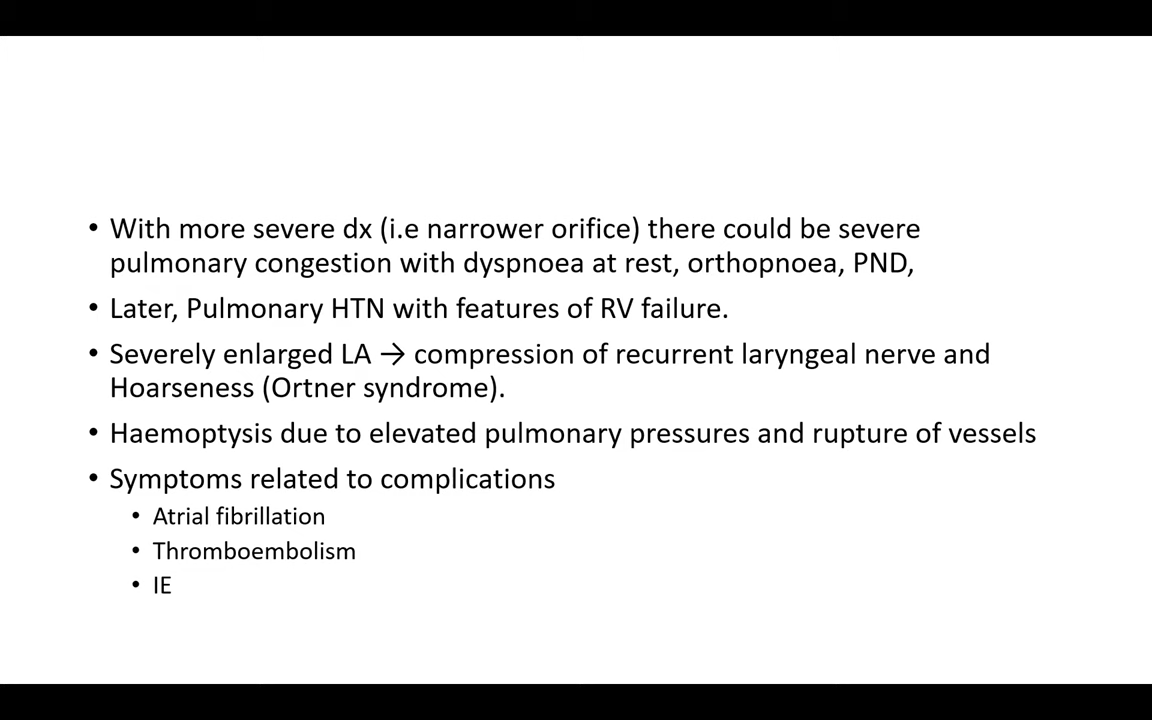 • With more severe dx (i.e narrower orifice) there could be severe
pulmonary congestion with dyspnoea at rest, orthopnoea, PND,
• Later, Pulmonary HTN with features of RV failure.
• Severely enlarged LA → compression of recurrent laryngeal nerve and
Hoarseness (Ortner syndrome).
• Haemoptysis due to elevated pulmonary pressures and rupture of vessels
• Symptoms related to complications
• Atrial fibrillation
• Thromboembolism
• IE